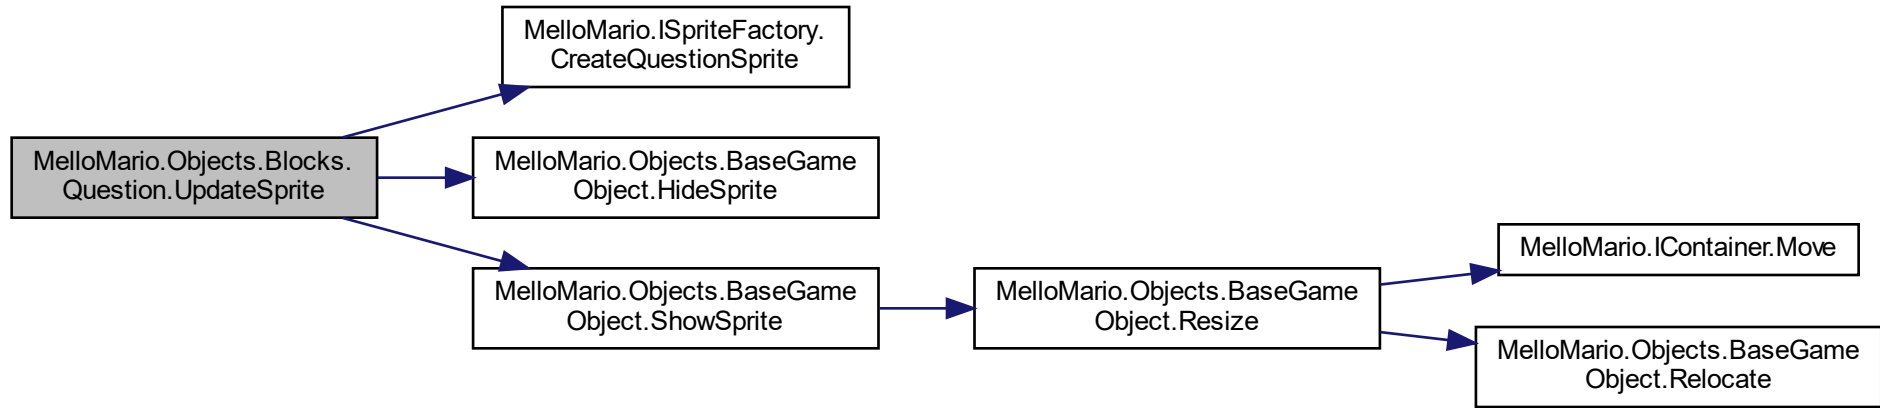 MelloMario.ISpriteFactory.
CreateQuestionSprite
MelloMario.Objects.Blocks.
Question.UpdateSprite
MelloMario.Objects.BaseGame
Object.HideSprite
MelloMario.Objects.BaseGame
Object.ShowSprite
MelloMario.Objects.BaseGame
Object.Resize
MelloMario.IContainer.Move
MelloMario.Objects.BaseGame
Object.Relocate